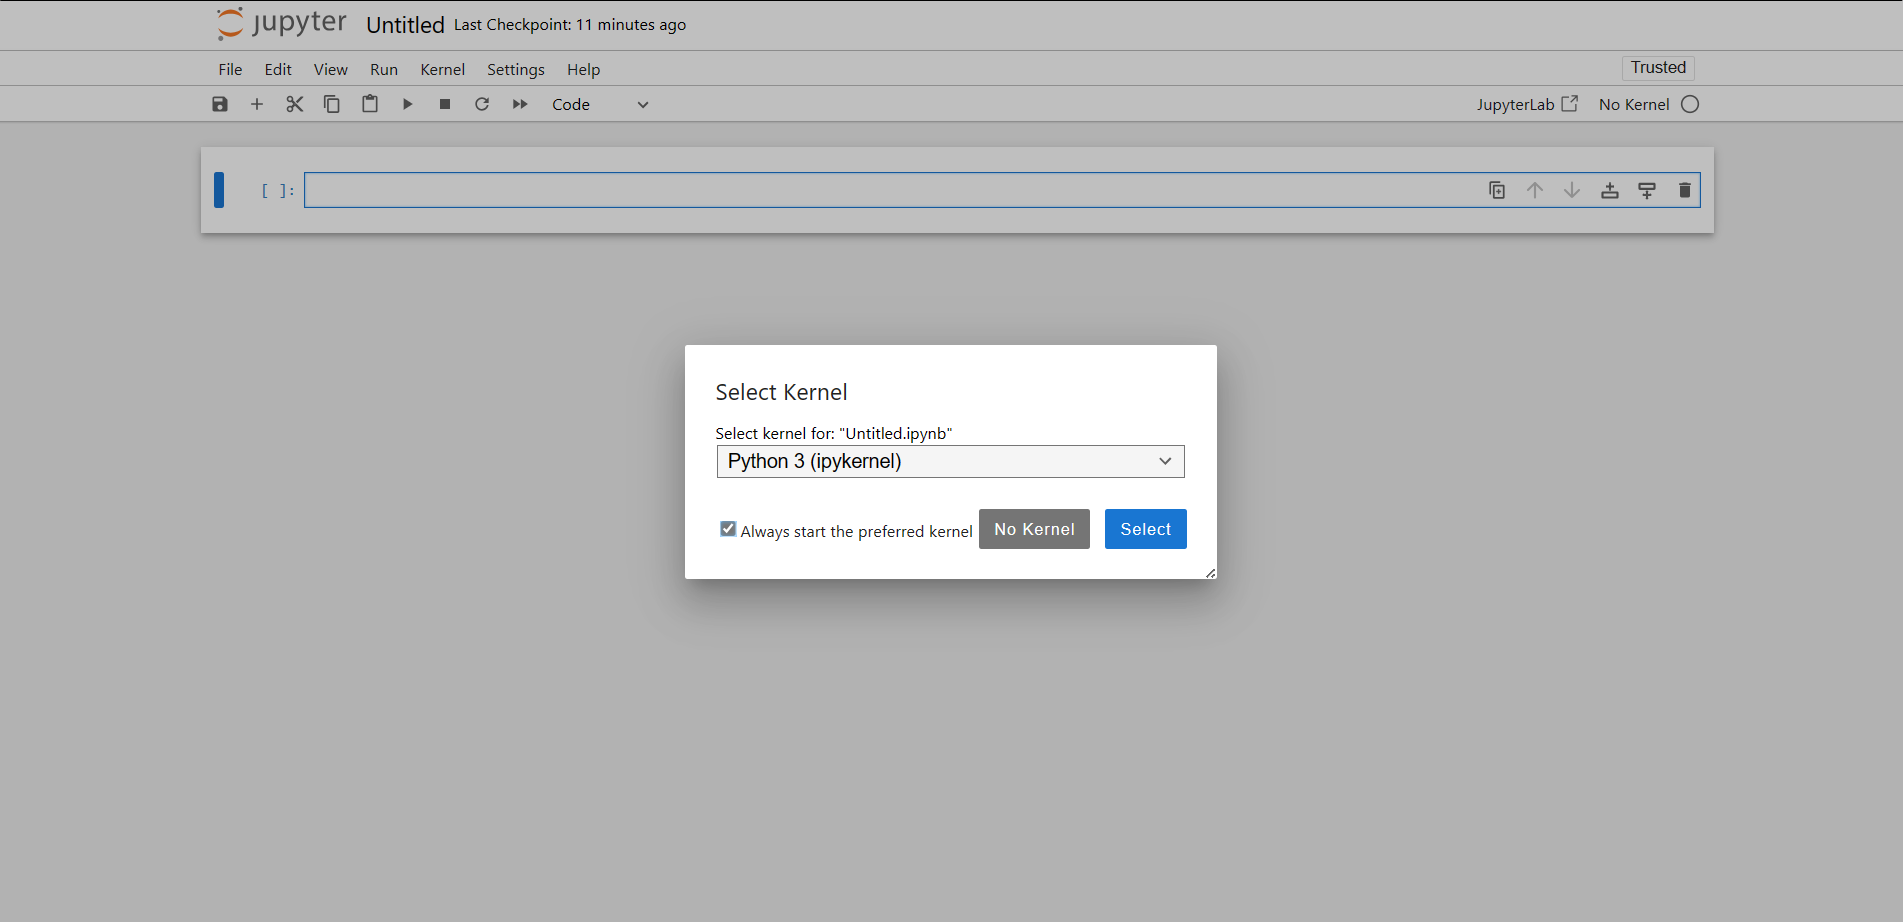 jupyter Untitled Last Checkpoint: 11 minutes ago
File Edit View Run Kernel Settings Help Trusted
Code JupyterLab No Kernel
[ ]:
Select Kernel
Select kernel for: "Untitled.ipynb"
Python 3 (ipykernel)
Always start the preferred kernel No Kernel Select